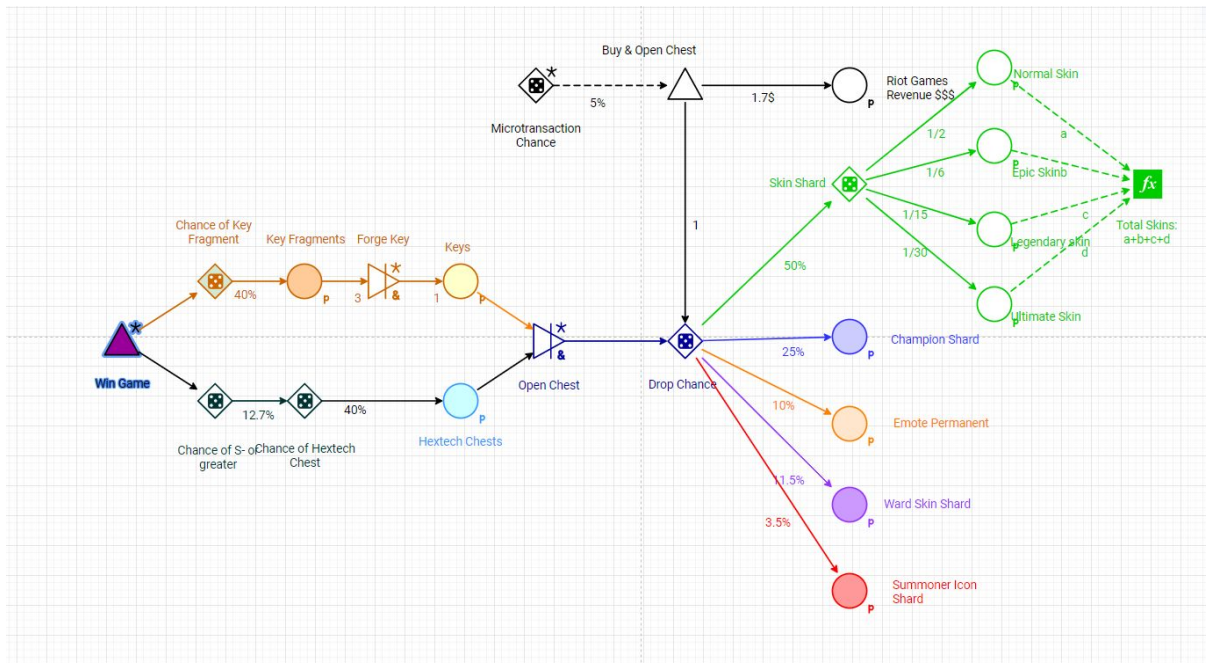 Buy & Open Chest
*
5%
1.7$
Riot Games
Revenue $$$
P
Microtransaction
Chance
Normal Skin
P
a
1/2
1/6
P
Epic Skinb
Skin Shard
fx
1/15
c
Total Skins:
a+b+c+d
Legendary skin
P
d
1/30
Ultimate Skin
P
1
50%
Chance of Key
Fragment
Key Fragments
Forge Key
Keys
*
40%
P
3
&
1
P
*
Win Game
*
&
Open Chest
Drop Chance
12.7%
40%
P
Chance of S- or
greater
Chance of Hextech
Chest
Hextech Chests
25%
P
Champion Shard
10%
P
Emote Permanent
11.5%
P
Ward Skin Shard
3.5%
P
Summoner Icon
Shard